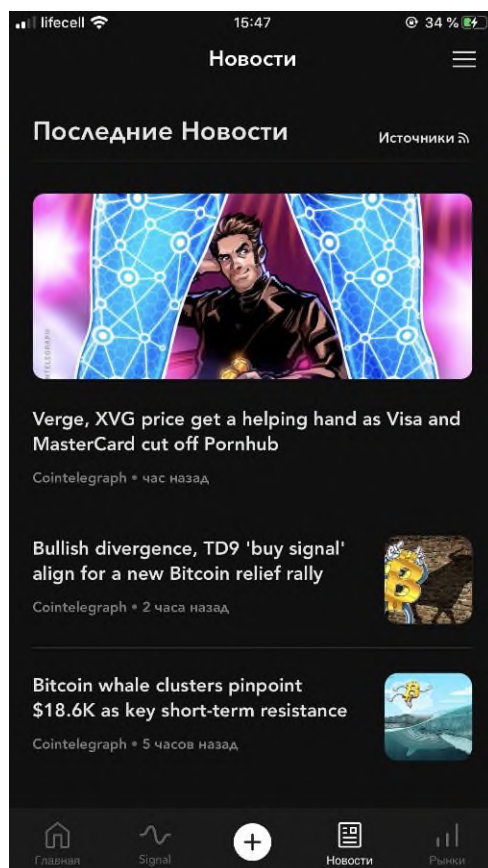 lifecell 15:47 34 %
Новости
Последние Новости
Источники
COINTELEGRAPH
Verge, XVG price get a helping hand as Visa and
MasterCard cut off Pornhub
Cointelegraph • час назад
Bullish divergence, TD9 'buy signal'
align for a new Bitcoin relief rally
Cointelegraph • 2 часа назад
Bitcoin whale clusters pinpoint
$18.6K as key short-term resistance
Cointelegraph • 5 часов назад
Главная Signal + Новости Рынки